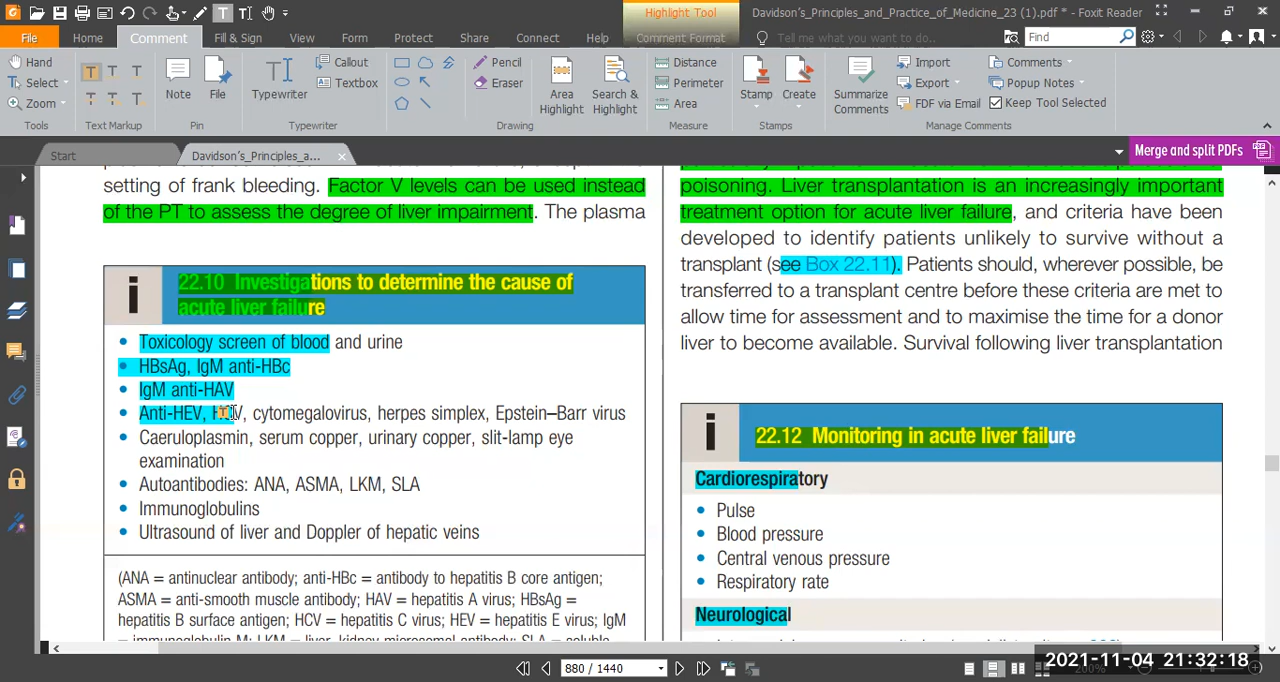 Highlight Tool
Davidson's_Principles_and_Practice_of_Medicine_23 (1).pdf * - Foxit Reader
File Home Comment Fill & Sign View Form Protect Share Connect Help Comment Format Tell me what you want to do.. Find
Hand
Select
Zoom
Tools
Text Markup
Note
File
Pin
Typewriter
Callout
Textbox
Typewriter
Pencil
Eraser
Drawing
Area Highlight
Search & Highlight
Distance
Perimeter
Area
Measure
Stamp
Create
Stamps
Summarize Comments
Import
Export
FDF via Email
Comments
Popup Notes
Keep Tool Selected
Manage Comments
Start
Davidson's_Principles_a...
Merge and split PDFs
setting of frank bleeding. Factor V levels can be used instead
of the PT to assess the degree of liver impairment. The plasma
i
22.10 Investigations to determine the cause of
acute liver failure
• Toxicology screen of blood and urine
• HBsAg, IgM anti-HBc
• IgM anti-HAV
• Anti-HEV, HCV, cytomegalovirus, herpes simplex, Epstein–Barr virus
• Caeruloplasmin, serum copper, urinary copper, slit-lamp eye
examination
• Autoantibodies: ANA, ASMA, LKM, SLA
• Immunoglobulins
• Ultrasound of liver and Doppler of hepatic veins
(ANA = antinuclear antibody; anti-HBc = antibody to hepatitis B core antigen;
ASMA = anti-smooth muscle antibody; HAV = hepatitis A virus; HBsAg =
hepatitis B surface antigen; HCV = hepatitis C virus; HEV = hepatitis E virus; IgM
= immunoglobulin M; LKM = liver, kidney microsomal antibody; SLA = soluble
poisoning. Liver transplantation is an increasingly important
treatment option for acute liver failure, and criteria have been
developed to identify patients unlikely to survive without a
transplant (see Box 22.11). Patients should, wherever possible, be
transferred to a transplant centre before these criteria are met to
allow time for assessment and to maximise the time for a donor
liver to become available. Survival following liver transplantation
i
22.12 Monitoring in acute liver failure
Cardiorespiratory
• Pulse
• Blood pressure
• Central venous pressure
• Respiratory rate
Neurological
880 / 1440
2021-11-04 21:32:18